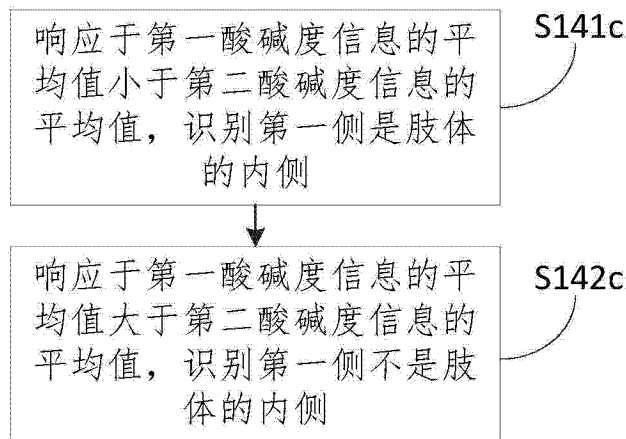 响应于第一酸碱度信息的平
均值小于第二酸碱度信息的
平均值，识别第一侧是肢体
的内侧
S141c
响应于第一酸碱度信息的平
均值大于第二酸碱度信息的
平均值，识别第一侧不是肢
体的内侧
S142c